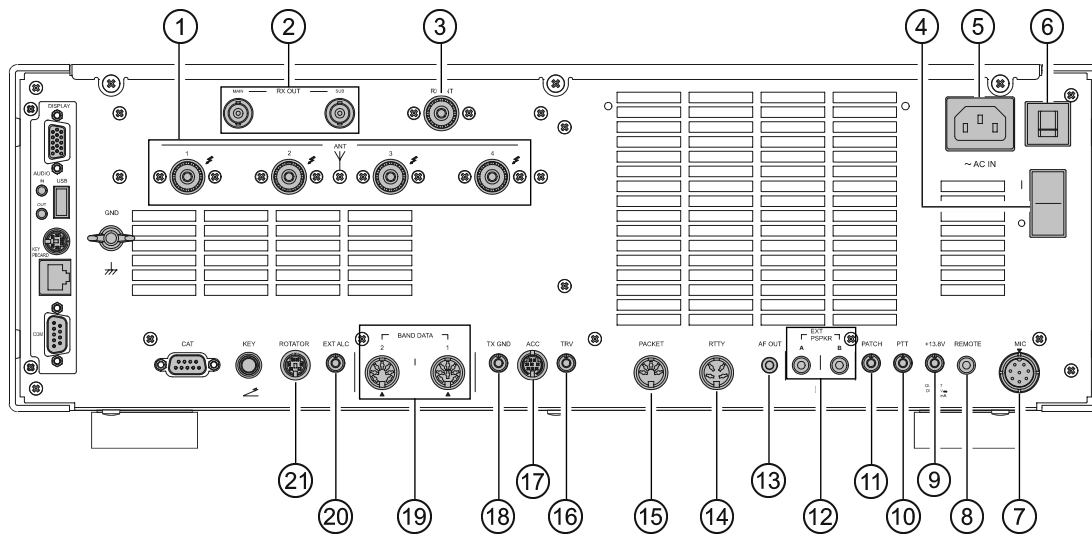 1
2
3
4
5
6
MAIN RX OUT SUB
DISPLAY
ANT
1 2 3 4
~ AC IN
AUDIO
IN
USB
OUT
GND
KEY
COM
EXT
PSPKR
BAND DATA
CAT
KEY
ROTATOR
EXT ALC
2 1
TX GND
ACC
TRV
PACKET
RTTY
AF OUT
A B
PATCH
PTT
+13.8V
REMOTE
MIC
21
20
19
18
17
16
15
14
13
12
11
10
9
8
7